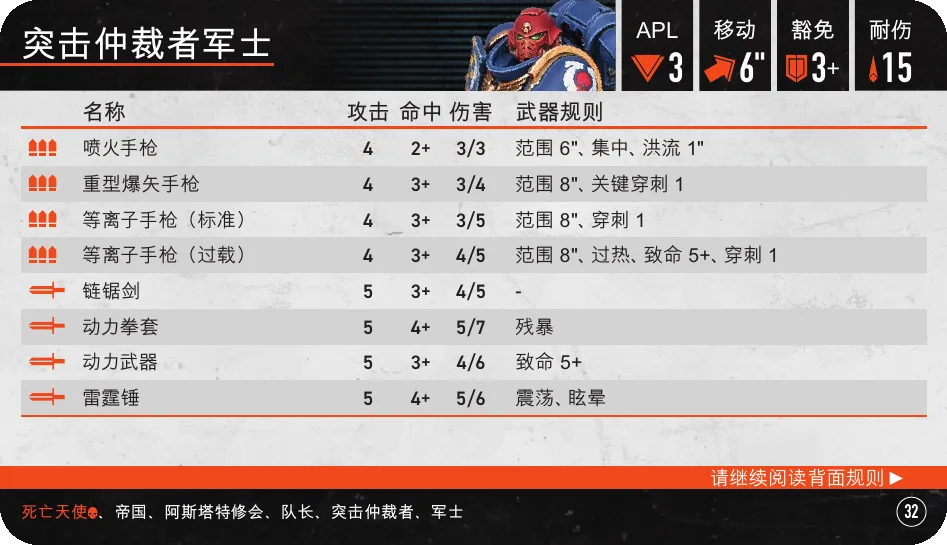 突击仲裁者军士
APL 移动 豁免 耐伤
3 6" 3+ 15
名称 攻击 命中 伤害 武器规则
喷火手枪 4 2+ 3/3 范围 6"、集中、洪流 1"
重型爆矢手枪 4 3+ 3/4 范围 8"、关键穿刺 1
等离子手枪（标准） 4 3+ 3/5 范围 8"、穿刺 1
等离子手枪（过载） 4 3+ 4/5 范围 8"、过热、致命 5+、穿刺 1
链锯剑 5 3+ 4/5 -
动力拳套 5 4+ 5/7 残暴
动力武器 5 3+ 4/6 致命 5+
雷霆锤 5 4+ 5/6 震荡、眩晕
请继续阅读背面规则 ▶
死亡天使、帝国、阿斯塔特修会、队长、突击仲裁者、军士
32